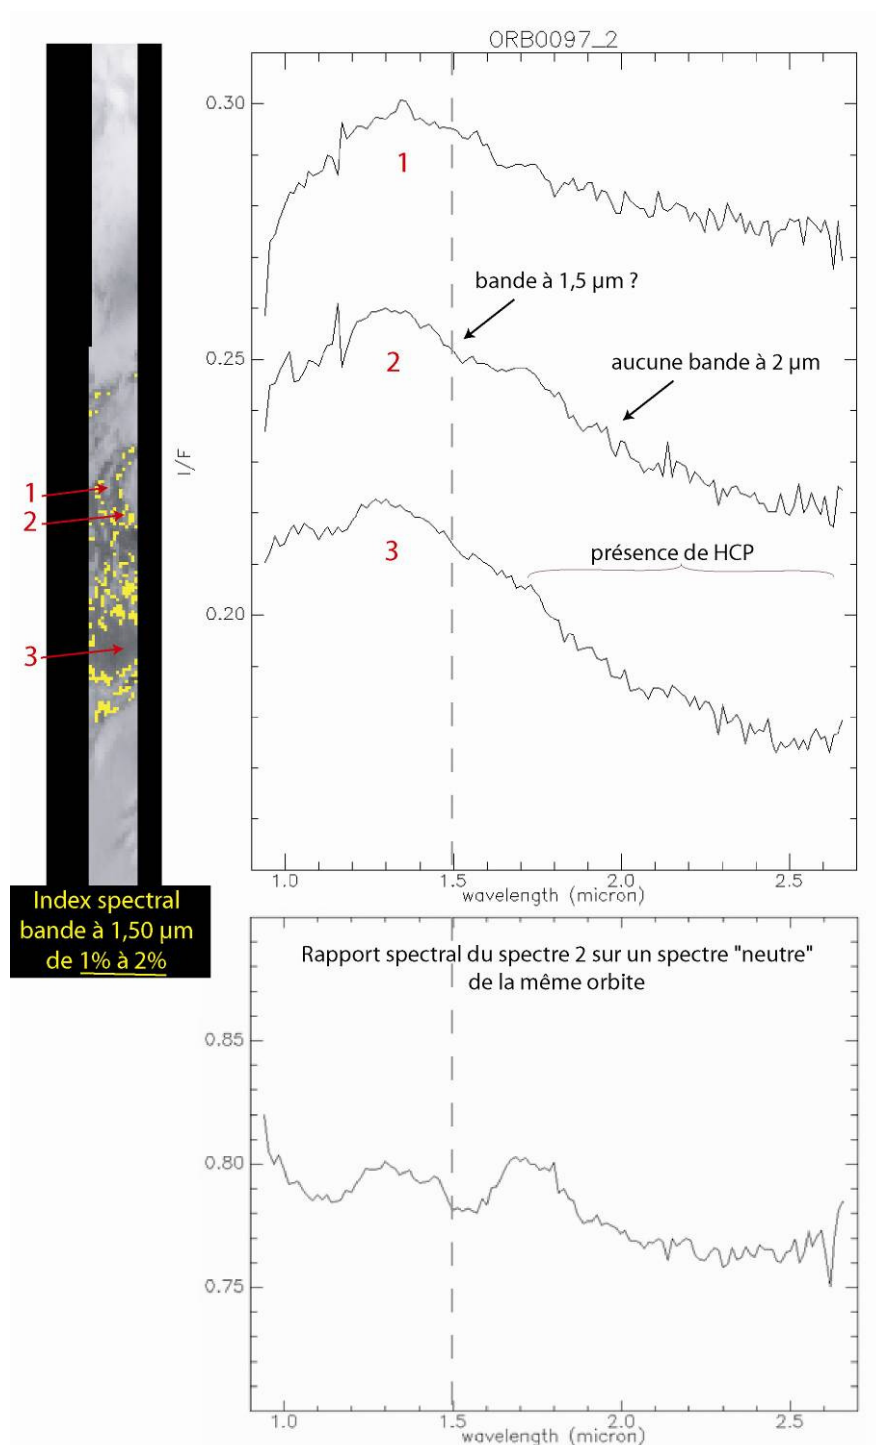 ORB0097_2
0.30
0.25
0.20
I/F
1
2
3
bande à 1,5 µm ?
aucune bande à 2 µm
présence de HCP
1
2
3
1.0
1.5
2.0
2.5
wavelength (micron)
Index spectral
bande à 1,50 µm
de 1% à 2%
Rapport spectral du spectre 2 sur un spectre "neutre"
de la même orbite
0.85
0.80
0.75
1.0
1.5
2.0
2.5
wavelength (micron)